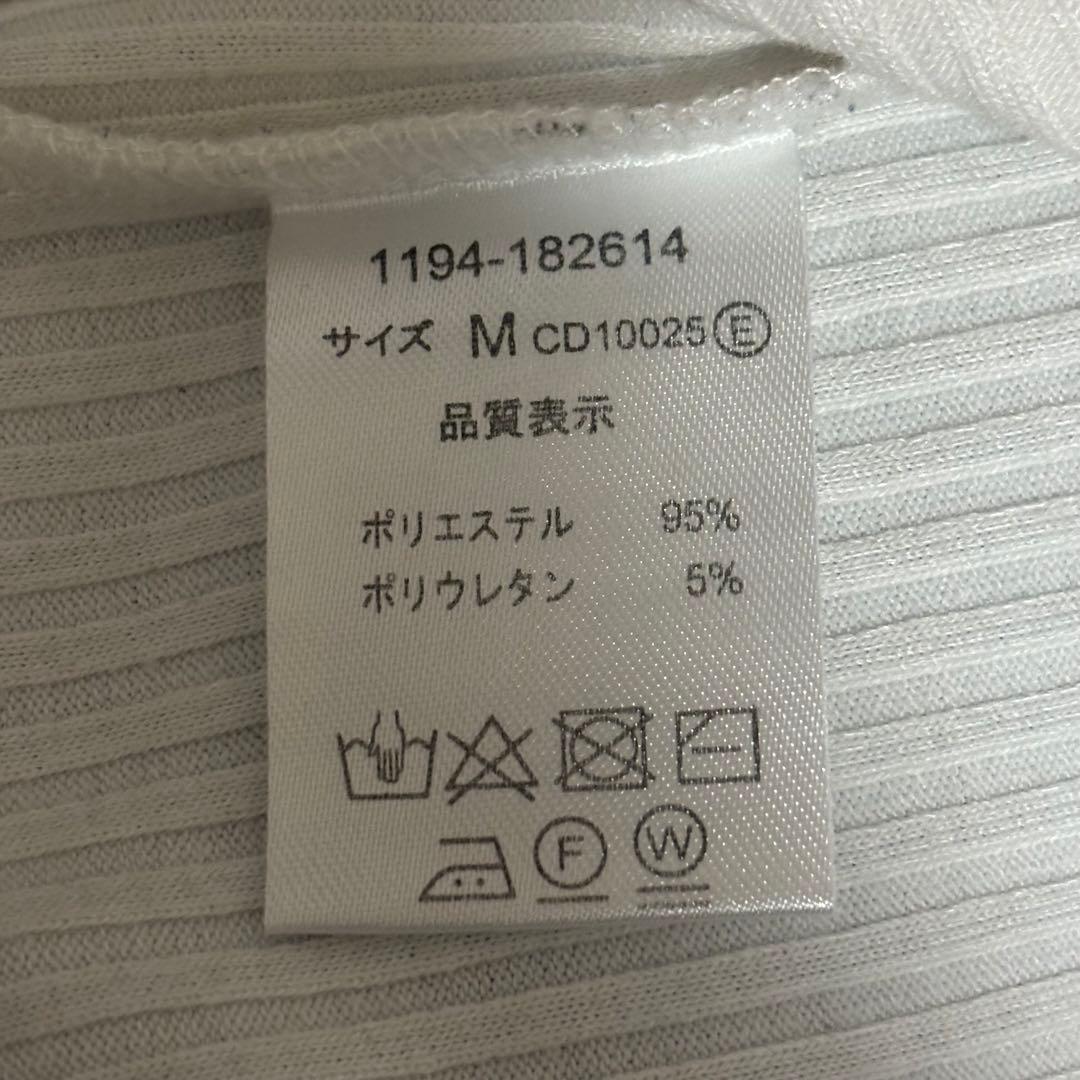 1194-182614
サイズ M CD10025 Ⓔ
品質表示
ポリエステル 95%
ポリウレタン 5%
Ⓕ Ⓦ